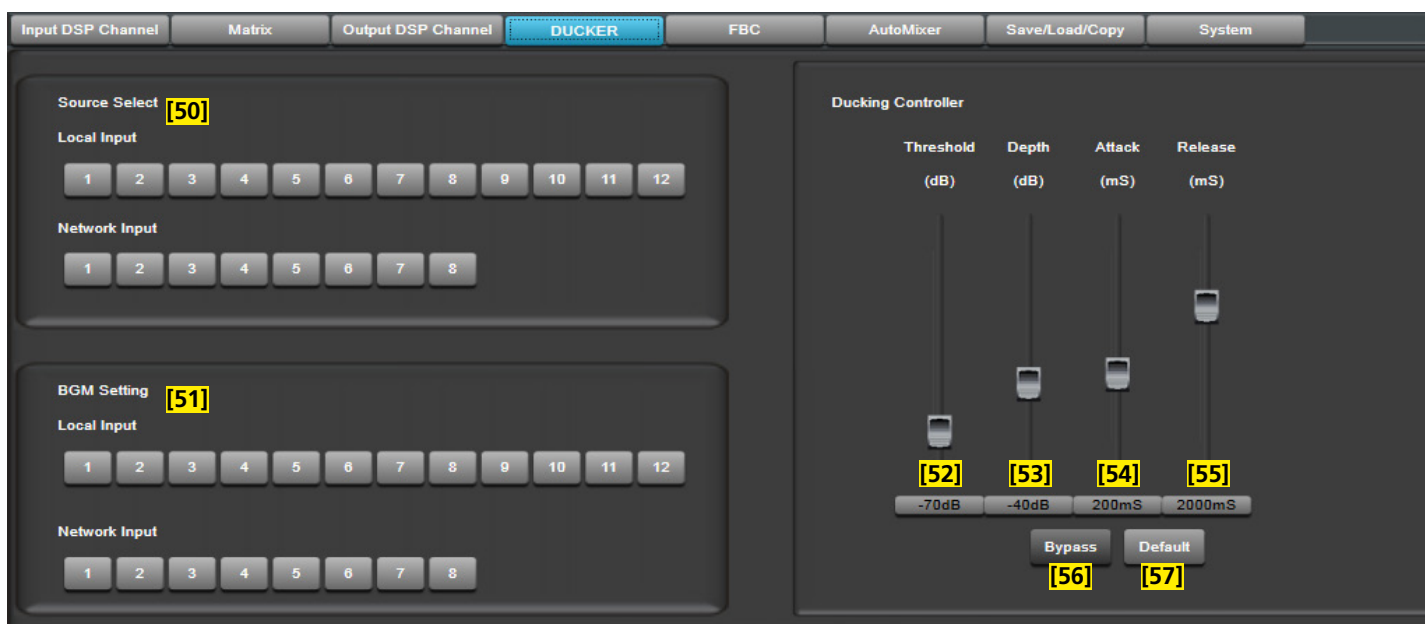 Input DSP Channel Matrix Output DSP Channel DUCKER FBC AutoMixer Save/Load/Copy System
Source Select [50]
Local Input
1 2 3 4 5 6 7 8 9 10 11 12
Network Input
1 2 3 4 5 6 7 8
BGM Setting [51]
Local Input
1 2 3 4 5 6 7 8 9 10 11 12
Network Input
1 2 3 4 5 6 7 8
Ducking Controller
Threshold Depth Attack Release
(dB) (dB) (mS) (mS)
[52] [53] [54] [55]
-70dB -40dB 200mS 2000mS
Bypass Default
[56] [57]